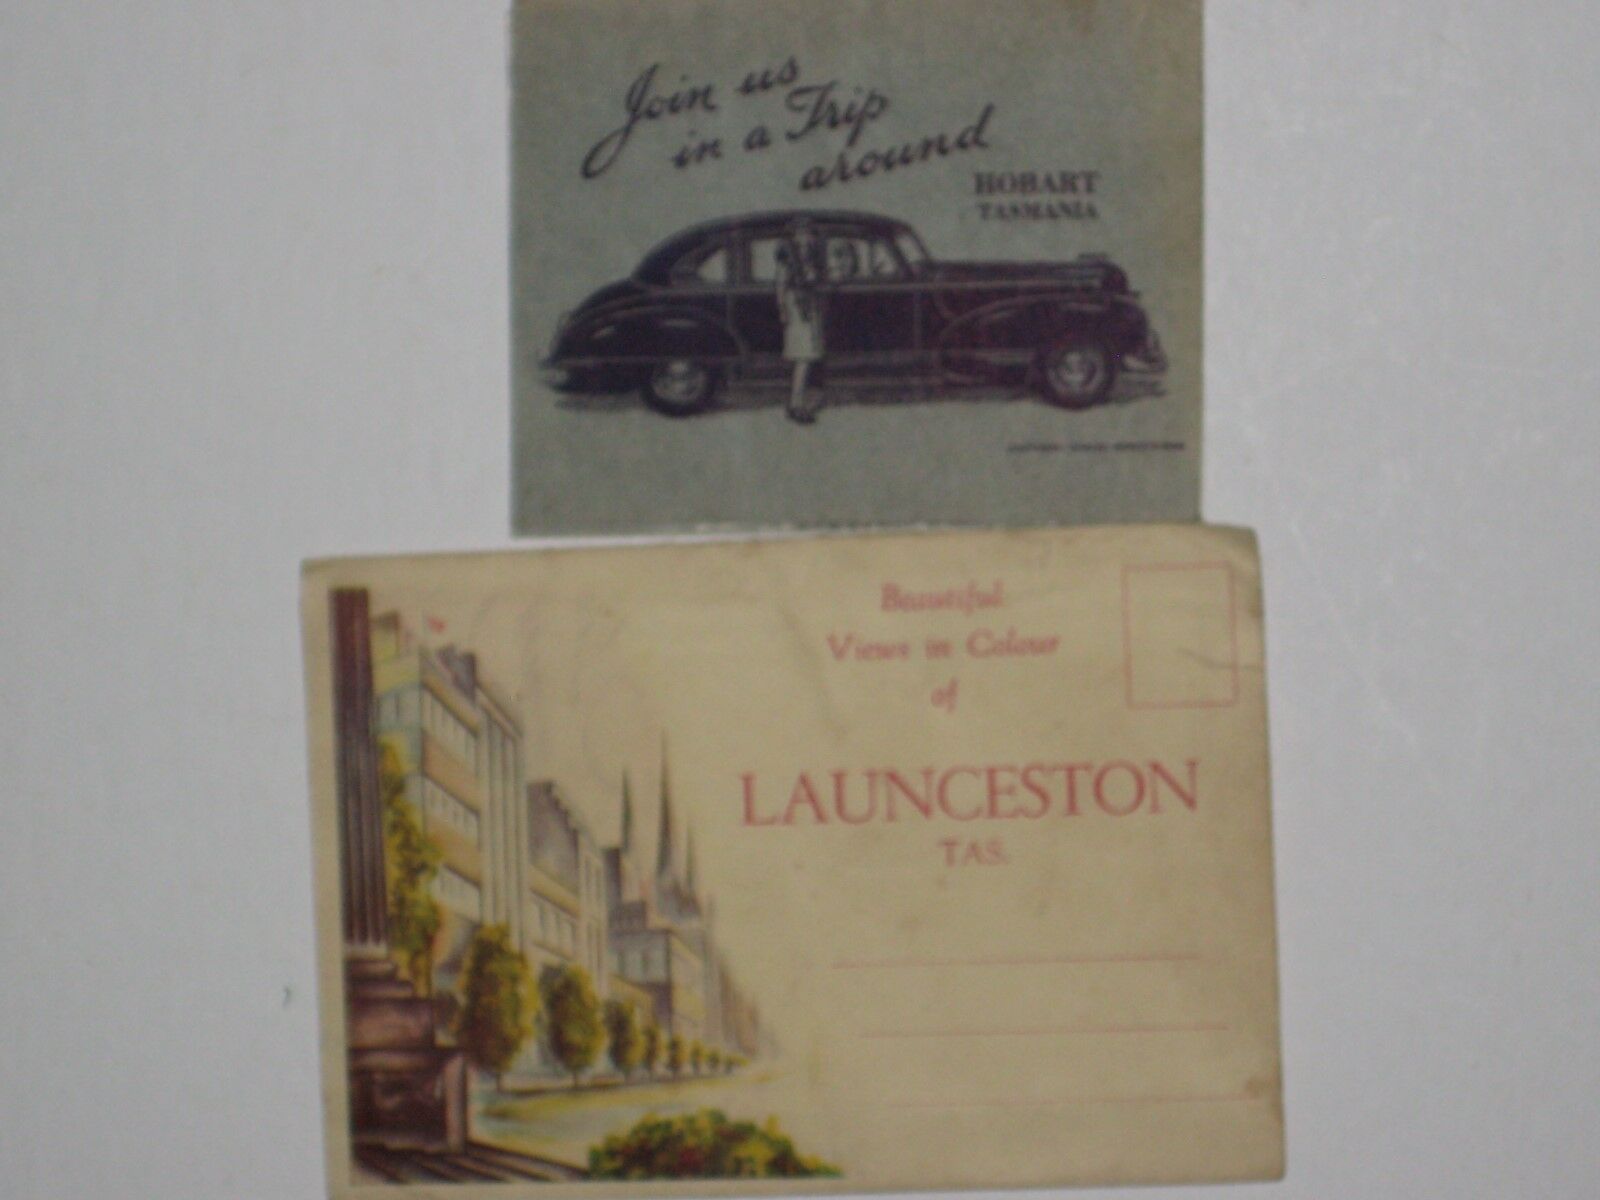 Join us
in a Trip
around
HOBART
TASMANIA
Beautiful
Views in Colour
of
LAUNCESTON
TAS.